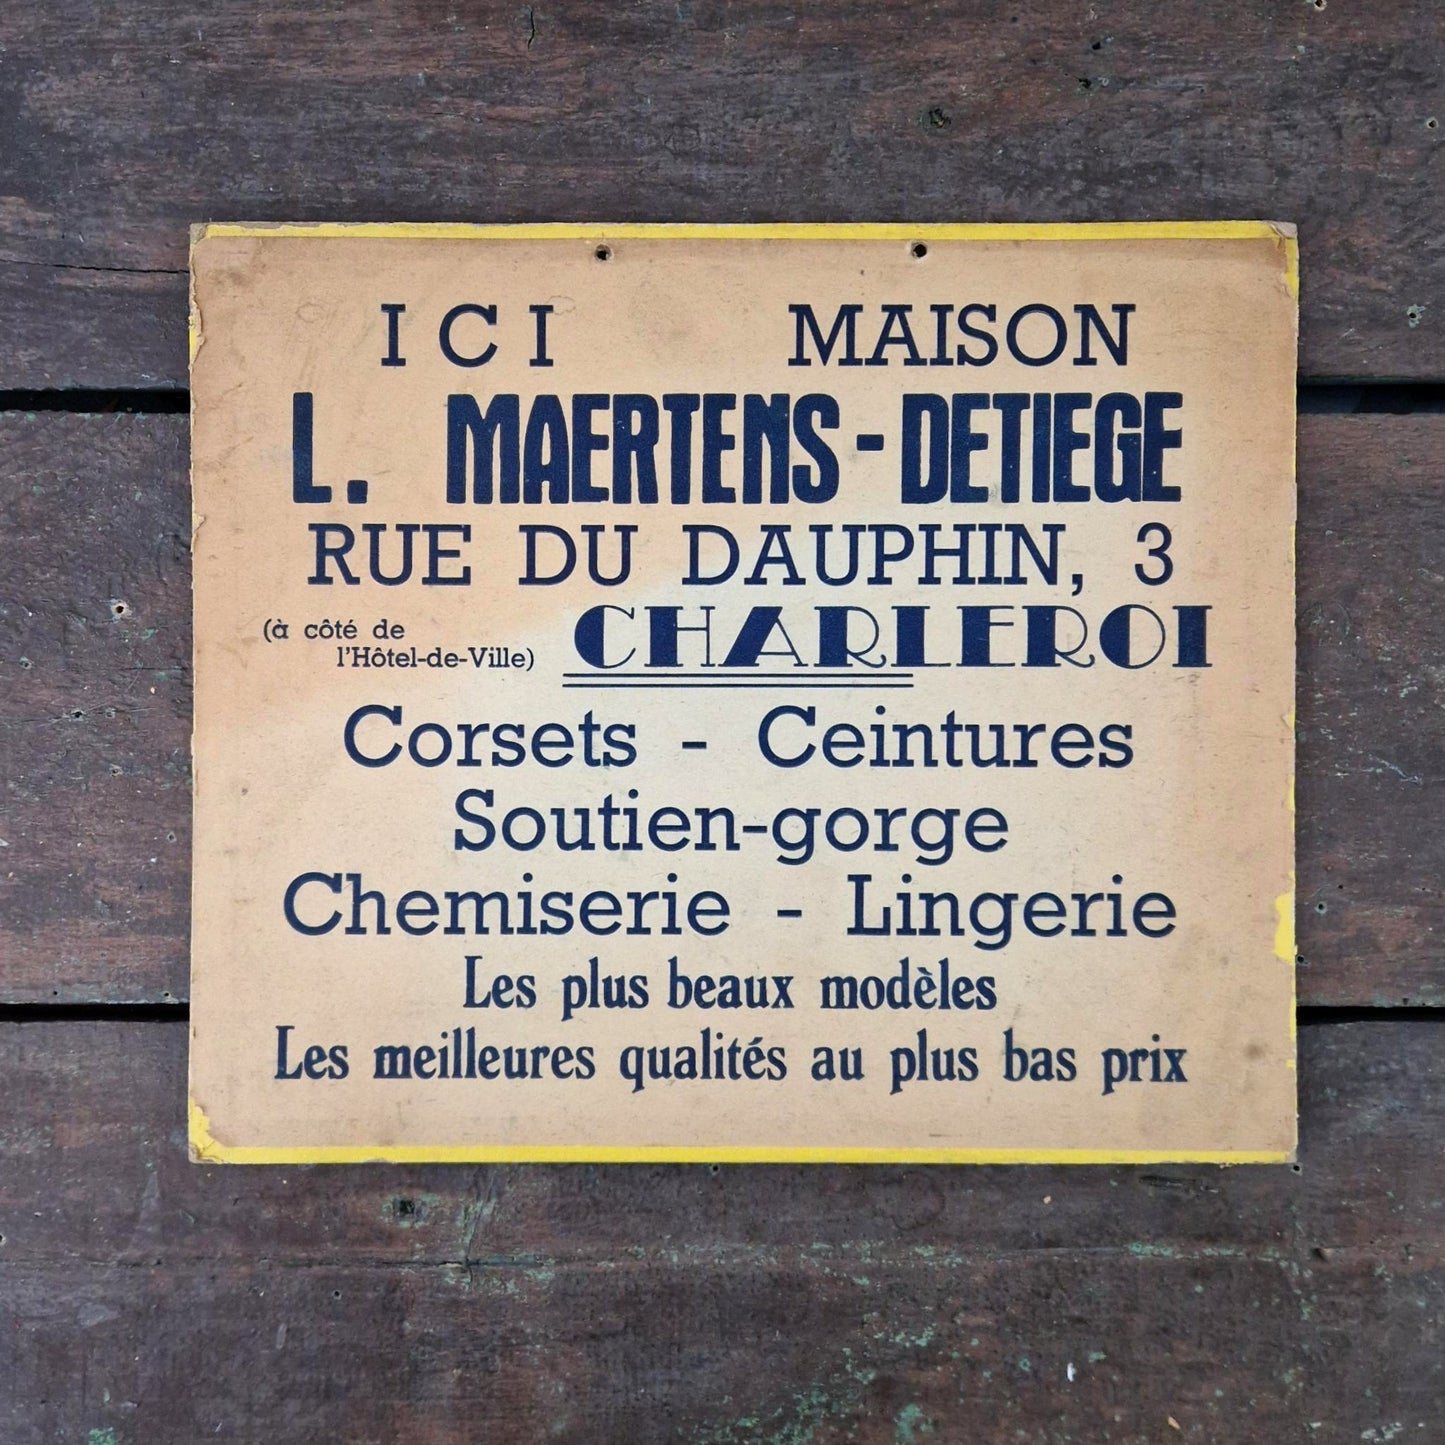 ICI MAISON
L. MAERTENS-DETIEGE
RUE DU DAUPHIN, 3
(à côté de
l'Hôtel-de-Ville) CHARLEROI
Corsets - Ceintures
Soutien-gorge
Chemiserie - Lingerie
Les plus beaux modèles
Les meilleures qualités au plus bas prix